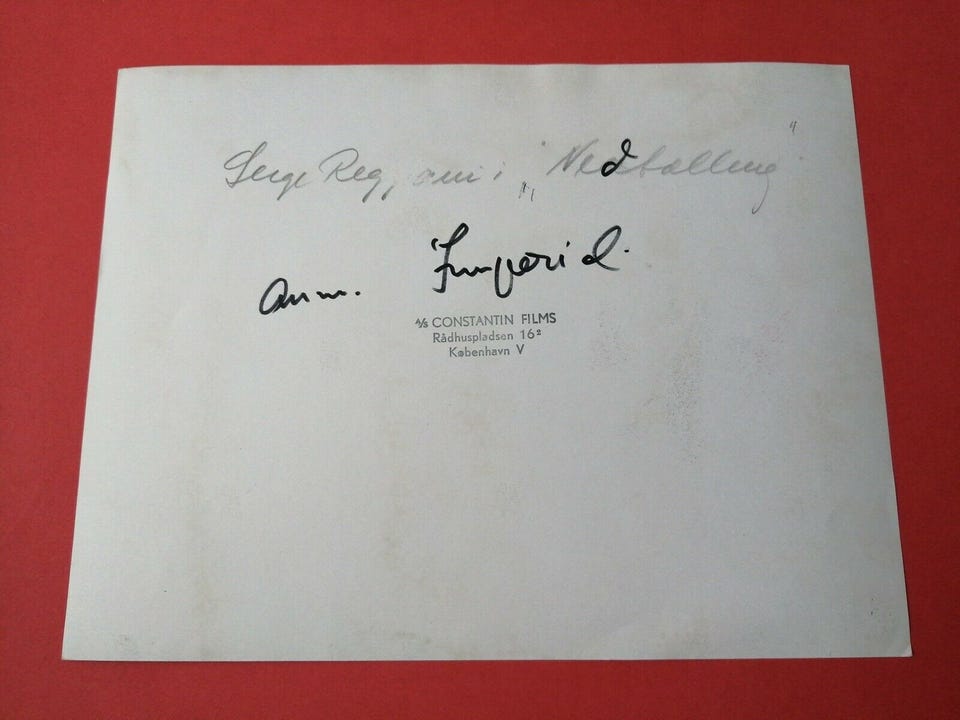 Serge Reggiani i „Nedtælling"
anm. Imperial
A/S CONSTANTIN FILMS
Rådhuspladsen 16²
København V